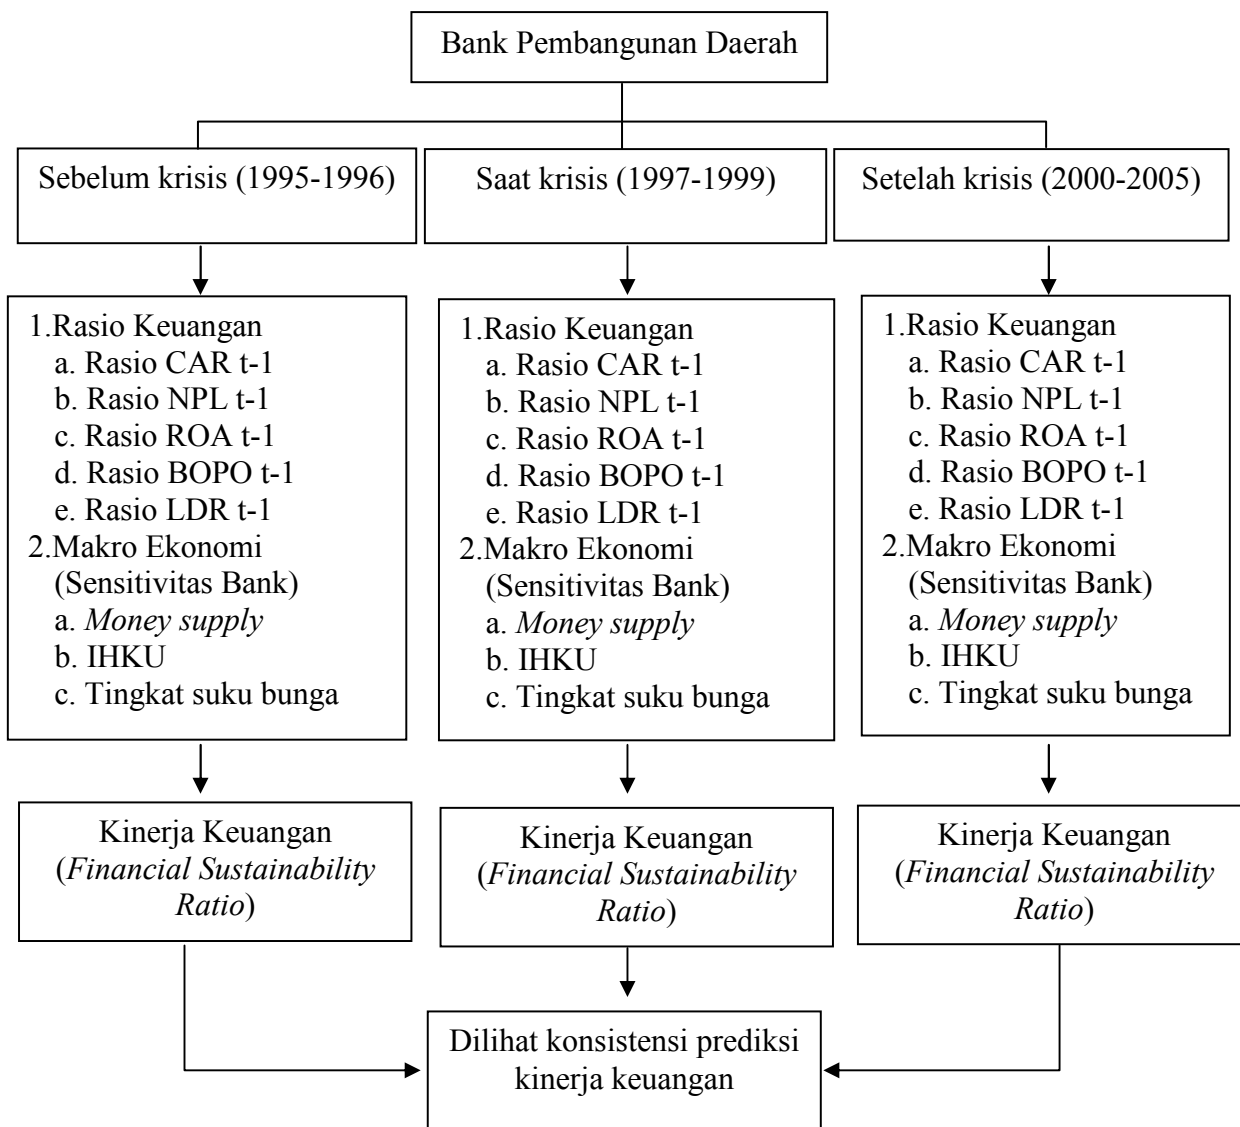 Bank Pembangunan Daerah
Sebelum krisis (1995-1996)
Saat krisis (1997-1999)
Setelah krisis (2000-2005)
1.Rasio Keuangan
a. Rasio CAR t-1
b. Rasio NPL t-1
c. Rasio ROA t-1
d. Rasio BOPO t-1
e. Rasio LDR t-1
2.Makro Ekonomi
(Sensitivitas Bank)
a. Money supply
b. IHKU
c. Tingkat suku bunga
1.Rasio Keuangan
a. Rasio CAR t-1
b. Rasio NPL t-1
c. Rasio ROA t-1
d. Rasio BOPO t-1
e. Rasio LDR t-1
2.Makro Ekonomi
(Sensitivitas Bank)
a. Money supply
b. IHKU
c. Tingkat suku bunga
1.Rasio Keuangan
a. Rasio CAR t-1
b. Rasio NPL t-1
c. Rasio ROA t-1
d. Rasio BOPO t-1
e. Rasio LDR t-1
2.Makro Ekonomi
(Sensitivitas Bank)
a. Money supply
b. IHKU
c. Tingkat suku bunga
Kinerja Keuangan
(Financial Sustainability
Ratio)
Kinerja Keuangan
(Financial Sustainability
Ratio)
Kinerja Keuangan
(Financial Sustainability
Ratio)
Dilihat konsistensi prediksi
kinerja keuangan